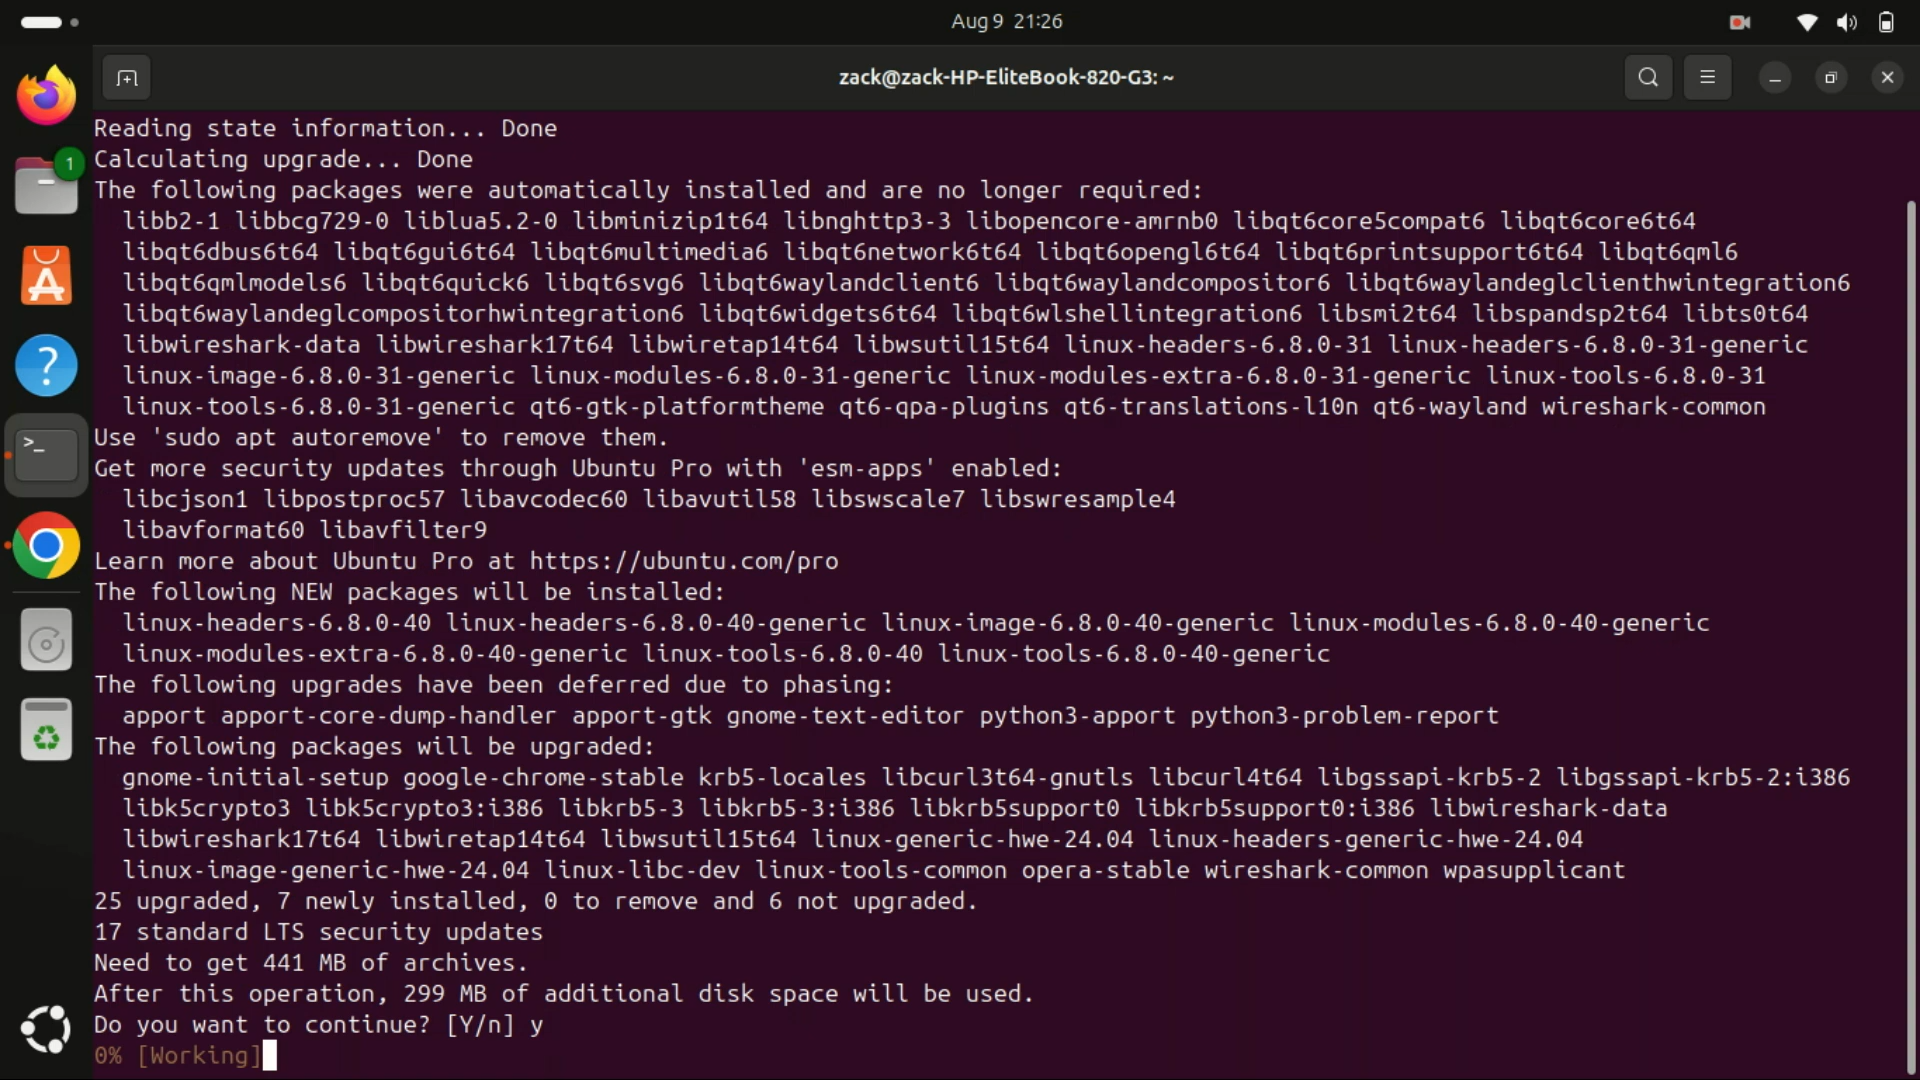 Aug 9 21:26
zack@zack-HP-EliteBook-820-G3: ~
1
Reading state information... Done
Calculating upgrade... Done
The following packages were automatically installed and are no longer required:
libb2-1 libbcg729-0 liblua5.2-0 libminizip1t64 libnghttp3-3 libopencore-amrnb0 libqt6core5compat6 libqt6core6t64
libqt6dbus6t64 libqt6gui6t64 libqt6multimedia6 libqt6network6t64 libqt6opengl6t64 libqt6printsupport6t64 libqt6qml6
libqt6qmlmodels6 libqt6quick6 libqt6svg6 libqt6waylandclient6 libqt6waylandcompositor6 libqt6waylandeglclienthwintegration6
libqt6waylandeglcompositorhwintegration6 libqt6widgets6t64 libqt6wlshellintegration6 libsmi2t64 libspandsp2t64 libts0t64
libwireshark-data libwireshark17t64 libwiretap14t64 libwsutil15t64 linux-headers-6.8.0-31 linux-headers-6.8.0-31-generic
linux-image-6.8.0-31-generic linux-modules-6.8.0-31-generic linux-modules-extra-6.8.0-31-generic linux-tools-6.8.0-31
linux-tools-6.8.0-31-generic qt6-gtk-platformtheme qt6-qpa-plugins qt6-translations-l10n qt6-wayland wireshark-common
Use 'sudo apt autoremove' to remove them.
Get more security updates through Ubuntu Pro with 'esm-apps' enabled:
libcjson1 libpostproc57 libavcodec60 libavutil58 libswscale7 libswresample4
libavformat60 libavfilter9
Learn more about Ubuntu Pro at https://ubuntu.com/pro
The following NEW packages will be installed:
linux-headers-6.8.0-40 linux-headers-6.8.0-40-generic linux-image-6.8.0-40-generic linux-modules-6.8.0-40-generic
linux-modules-extra-6.8.0-40-generic linux-tools-6.8.0-40 linux-tools-6.8.0-40-generic
The following upgrades have been deferred due to phasing:
apport apport-core-dump-handler apport-gtk gnome-text-editor python3-apport python3-problem-report
The following packages will be upgraded:
gnome-initial-setup google-chrome-stable krb5-locales libcurl3t64-gnutls libcurl4t64 libgssapi-krb5-2 libgssapi-krb5-2:i386
libk5crypto3 libk5crypto3:i386 libkrb5-3 libkrb5-3:i386 libkrb5support0 libkrb5support0:i386 libwireshark-data
libwireshark17t64 libwiretap14t64 libwsutil15t64 linux-generic-hwe-24.04 linux-headers-generic-hwe-24.04
linux-image-generic-hwe-24.04 linux-libc-dev linux-tools-common opera-stable wireshark-common wpasupplicant
25 upgraded, 7 newly installed, 0 to remove and 6 not upgraded.
17 standard LTS security updates
Need to get 441 MB of archives.
After this operation, 299 MB of additional disk space will be used.
Do you want to continue? [Y/n] y
0% [Working]